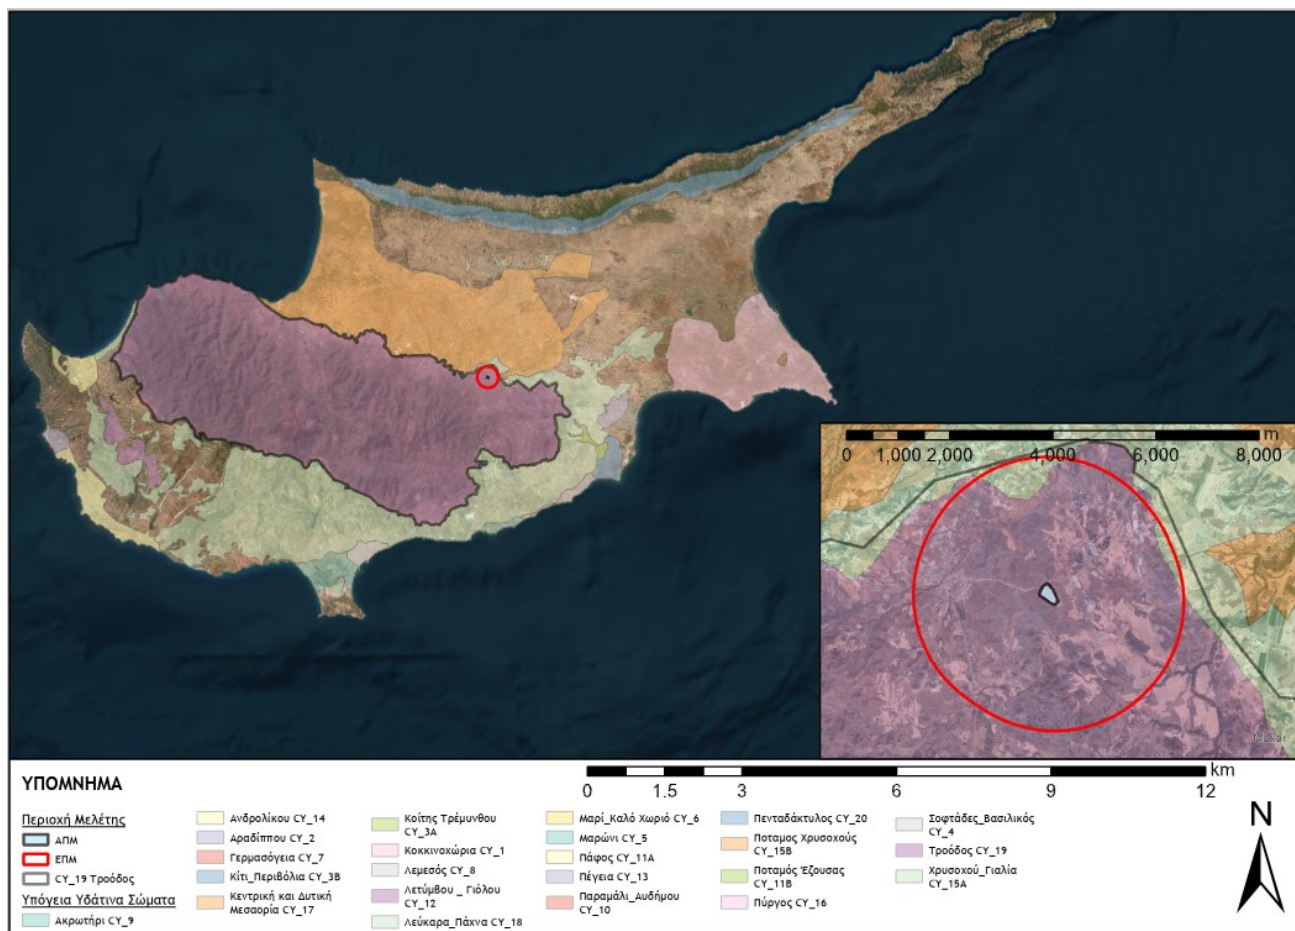 m
0 1,000 2,000 4,000 6,000 8,000
Maxar
ΥΠΟΜΝΗΜΑ
km
0 1.5 3 6 9 12
N
Περιοχή Μελέτης
ΑΠΜ
ΕΠΜ
CY_19 Τροόδος
Υπόγεια Υδάτινα Σώματα
Ακρωτήρι CY_9
Ανδρολίκου CY_14
Αραδίππου CY_2
Γερμασόγεια CY_7
Κίτι_Περιβόλια CY_3B
Κεντρική και Δυτική
Μεσαορία CY_17
Κοίτης Τρέμυνθου
CY_3A
Κοκκινοχώρια CY_1
Λεμεσός CY_8
Λετύμβου _ Γιόλου
CY_12
Λεύκαρα_Πάχνα CY_18
Μαρί_Καλό Χωριό CY_6
Μαρώνι CY_5
Πάφος CY_11A
Πέγεια CY_13
Παραμάλι_Αυδήμου
CY_10
Πενταδάκτυλος CY_20
Ποταμος Χρυσοχούς
CY_15B
Ποταμός Έζουσας
CY_11B
Πύργος CY_16
Σοφτάδες_Βασιλικός
CY_4
Τροόδος CY_19
Χρυσοχού_Γιαλία
CY_15A